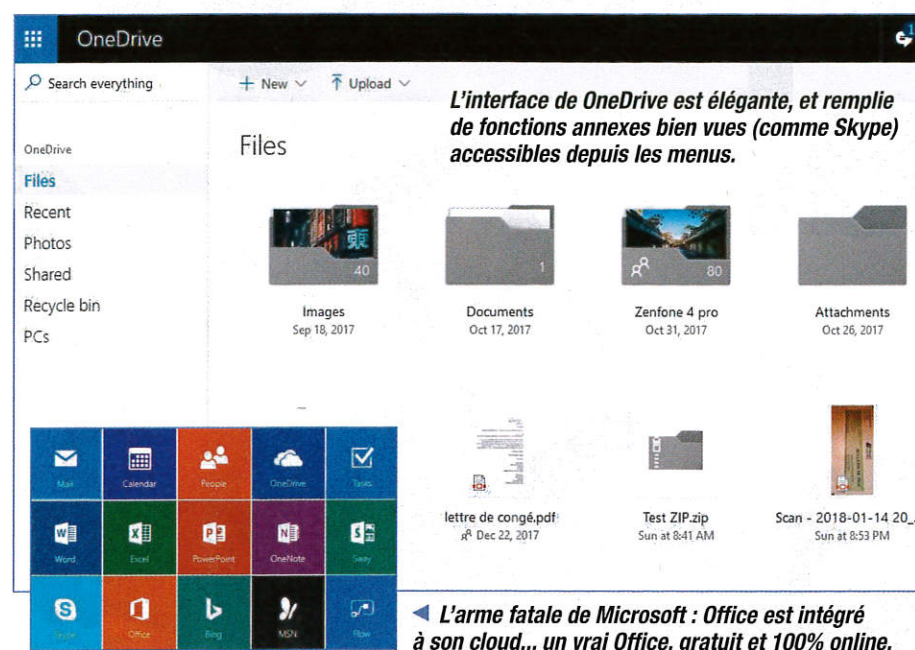 OneDrive
1
Search everything
+ New
Upload
L'interface de OneDrive est élégante, et remplie
de fonctions annexes bien vues (comme Skype)
accessibles depuis les menus.
OneDrive
Files
Recent
Photos
Shared
Recycle bin
PCs
Files
東
40
1
80
Images
Documents
Zenfone 4 pro
Attachments
Sep 18, 2017
Oct 17, 2017
Oct 31, 2017
Oct 26, 2017
lettre de congé.pdf
Test ZIP.zip
Scan - 2018-01-14 20_...
Dec 22, 2017
Sun at 8:41 AM
Sun at 8:53 PM
Mail
Calendar
People
OneDrive
Tasks
Word
Excel
PowerPoint
OneNote
Sway
Skype
Office
Bing
MSN
Flow
◄ L'arme fatale de Microsoft : Office est intégré
à son cloud... un vrai Office, gratuit et 100% online.